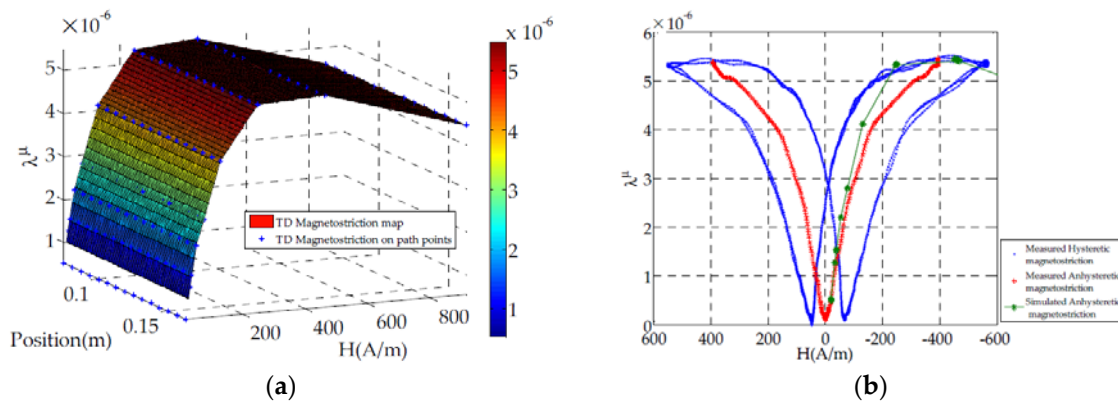 ×10⁻⁶
5
4
3
2
1
λᵘ
0.1
0.15
Position(m)
200
400
600
800
H(A/m)
TD Magnetostriction map
TD Magnetostriction on path points
x 10⁻⁶
5
4
3
2
1
(a)
×10⁻⁶
6
5
4
3
2
1
0
λᵘ
600
400
200
0
-200
-400
-600
H(A/m)
Measured Hysteretic
magnetostriction
Measured Anhysteretic
magnetostriction
Simulated Anhysteretic
magnetostriction
(b)